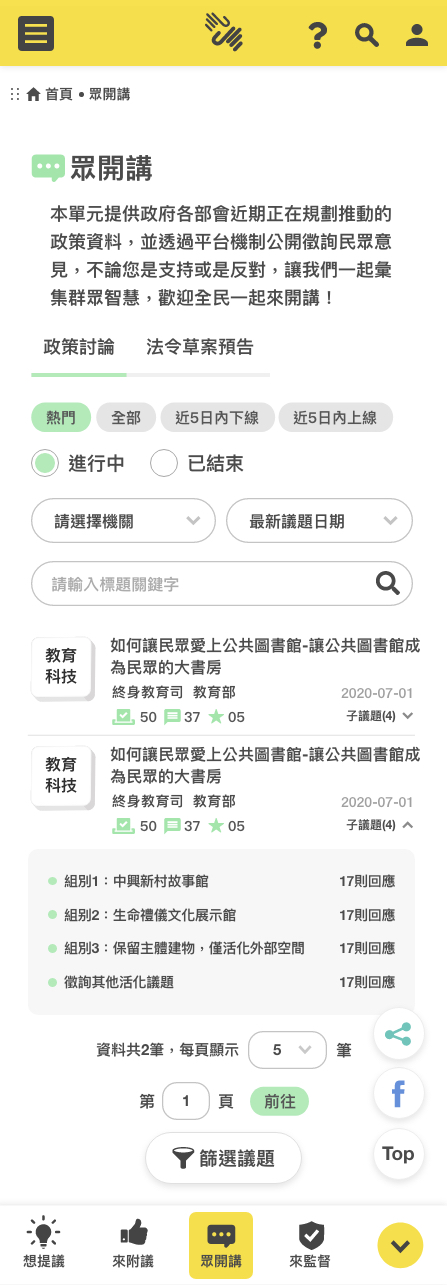 首頁 • 眾開講
眾開講
本單元提供政府各部會近期正在規劃推動的
政策資料，並透過平台機制公開徵詢民眾意
見，不論您是支持或是反對，讓我們一起彙
集群眾智慧，歡迎全民一起來開講！
政策討論 法令草案預告
熱門 全部 近5日內下線 近5日內上線
進行中 已結束
請選擇機關 最新議題日期
請輸入標題關鍵字
教育
科技
如何讓民眾愛上公共圖書館-讓公共圖書館成
為民眾的大書房
終身教育司 教育部 2020-07-01
50 37 05 子議題(4)
教育
科技
如何讓民眾愛上公共圖書館-讓公共圖書館成
為民眾的大書房
終身教育司 教育部 2020-07-01
50 37 05 子議題(4)
組別1：中興新村故事館 17則回應
組別2：生命禮儀文化展示館 17則回應
組別3：保留主體建物，僅活化外部空間 17則回應
徵詢其他活化議題 17則回應
資料共2筆，每頁顯示 5 筆
第 1 頁 前往
篩選議題
Top
想提議 來附議 眾開講 來監督